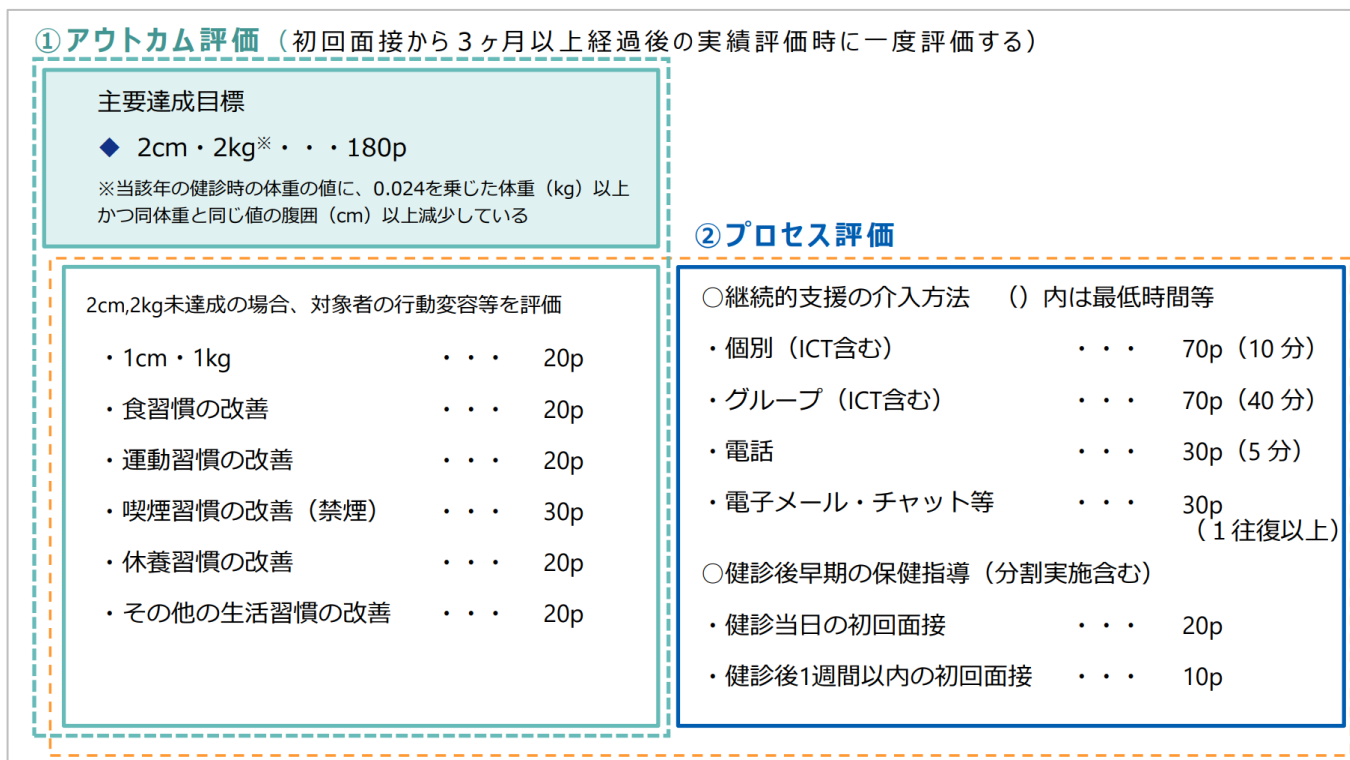 ①アウトカム評価（初回面接から３ヶ月以上経過後の実績評価時に一度評価する）
主要達成目標
◆ 2cm・2kg※・・・180p
※当該年の健診時の体重の値に、0.024を乗じた体重（kg）以上
かつ同体重と同じ値の腹囲（cm）以上減少している
2cm,2kg未達成の場合、対象者の行動変容等を評価
・1cm・1kg ・・・ 20p
・食習慣の改善 ・・・ 20p
・運動習慣の改善 ・・・ 20p
・喫煙習慣の改善（禁煙） ・・・ 30p
・休養習慣の改善 ・・・ 20p
・その他の生活習慣の改善 ・・・ 20p
②プロセス評価
○継続的支援の介入方法 （）内は最低時間等
・個別（ICT含む） ・・・ 70p（10 分）
・グループ（ICT含む） ・・・ 70p（40 分）
・電話 ・・・ 30p（5 分）
・電子メール・チャット等 ・・・ 30p
（１往復以上）
○健診後早期の保健指導（分割実施含む）
・健診当日の初回面接 ・・・ 20p
・健診後1週間以内の初回面接 ・・・ 10p